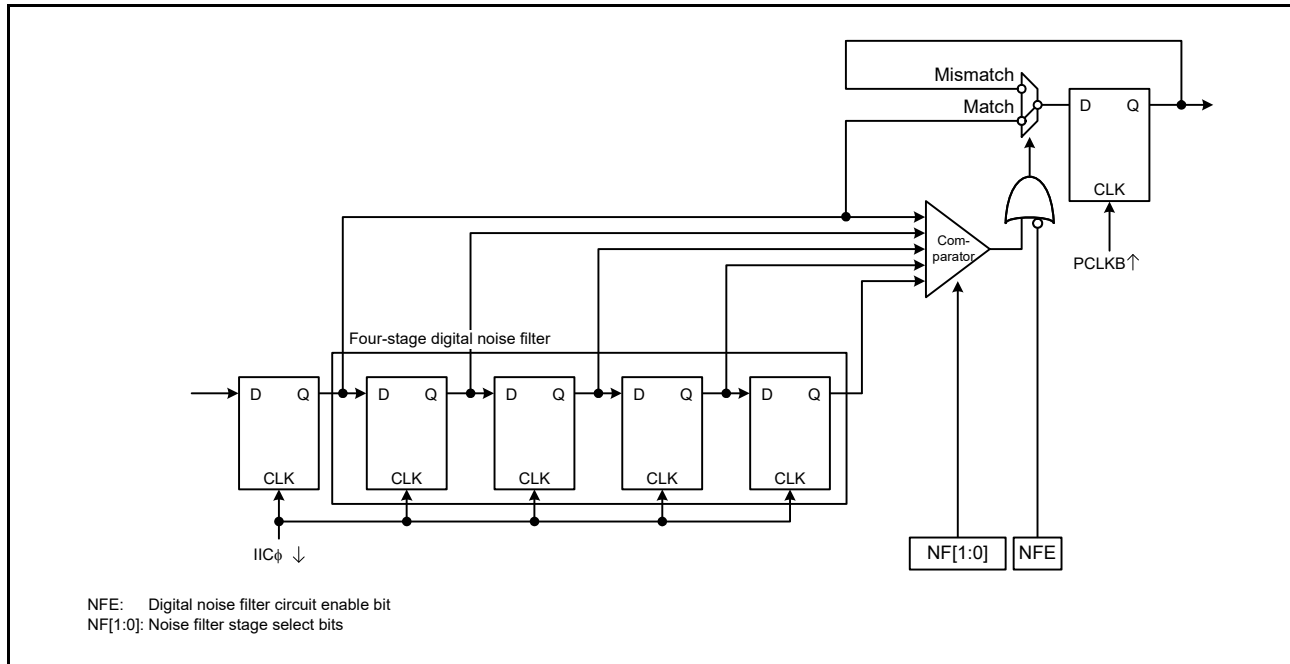 Mismatch
Match
D Q
CLK
PCLKB↑
Com-
parator
Four-stage digital noise filter
D Q D Q D Q D Q D Q
CLK CLK CLK CLK CLK
IICϕ ↓
NF[1:0] NFE
NFE: Digital noise filter circuit enable bit
NF[1:0]: Noise filter stage select bits